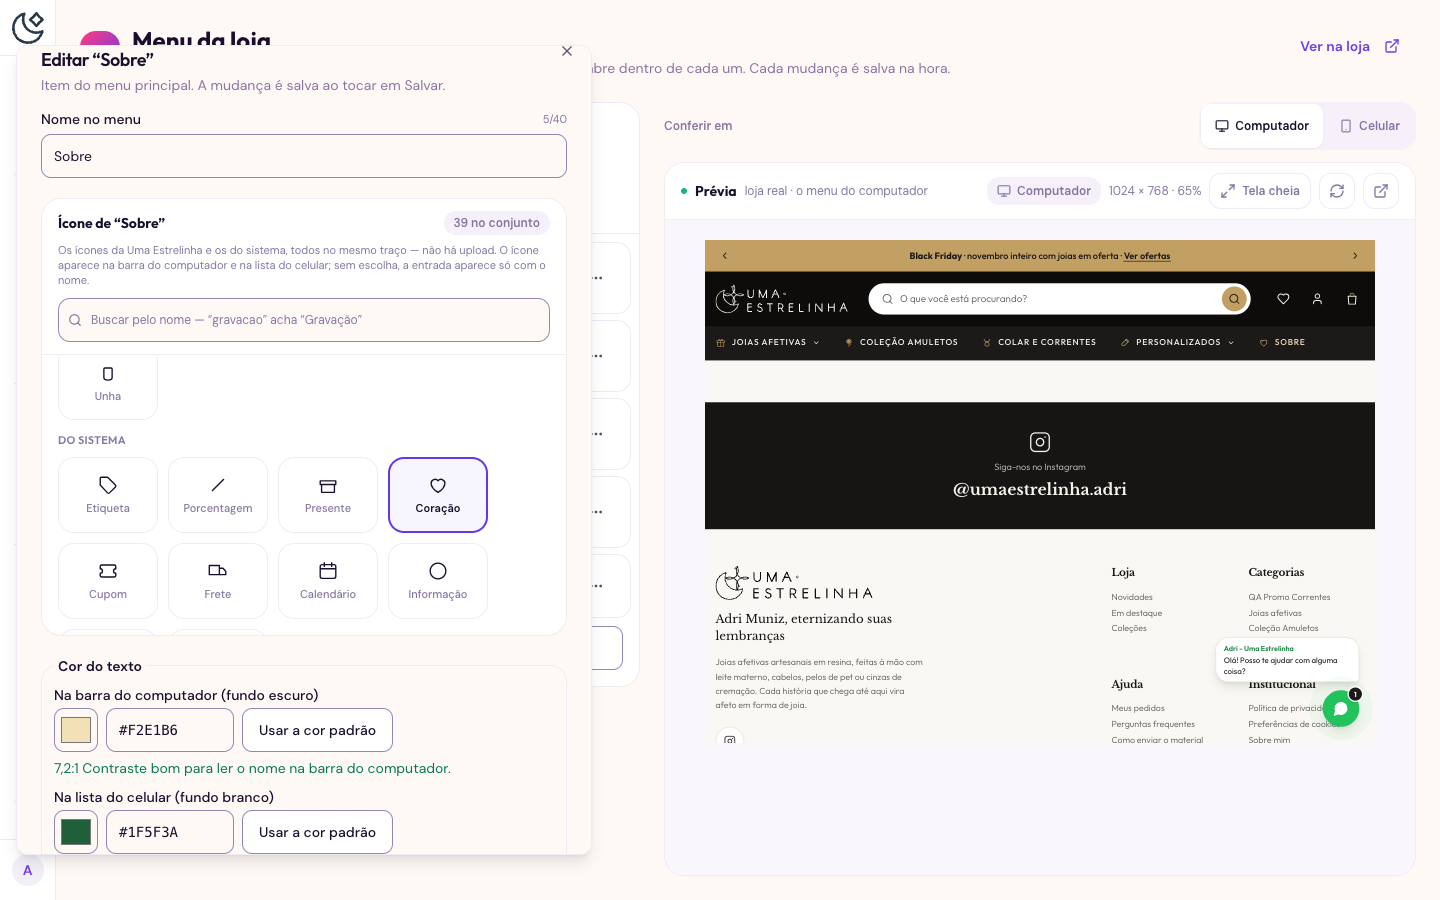 Menu da loja
abre dentro de cada um. Cada mudança é salva na hora.
Ver na loja
Editar “Sobre”
Item do menu principal. A mudança é salva ao tocar em Salvar.
Nome no menu
5/40
Sobre
Ícone de “Sobre”
39 no conjunto
Os ícones da Uma Estrelinha e os do sistema, todos no mesmo traço — não há upload. O ícone
aparece na barra do computador e na lista do celular; sem escolha, a entrada aparece só com o
nome.
Buscar pelo nome — “gravacao” acha “Gravação”
Unha
DO SISTEMA
Etiqueta
Porcentagem
Presente
Coração
Cupom
Frete
Calendário
Informação
Cor do texto
Na barra do computador (fundo escuro)
#F2E1B6
Usar a cor padrão
7,2:1 Contraste bom para ler o nome na barra do computador.
Na lista do celular (fundo branco)
#1F5F3A
Usar a cor padrão
A
Conferir em
Computador
Celular
Prévia
loja real · o menu do computador
Computador
1024 × 768 · 65%
Tela cheia
Black Friday · novembro inteiro com joias em oferta · Ver ofertas
UMA
ESTRELINHA
O que você está procurando?
JOIAS AFETIVAS
COLEÇÃO AMULETOS
COLAR E CORRENTES
PERSONALIZADOS
SOBRE
Siga-nos no Instagram
@umaestrelinha.adri
UMA
ESTRELINHA
Adri Muniz, eternizando suas
lembranças
Joias afetivas artesanais em resina, feitas à mão com
leite materno, cabelos, pelos de pet ou cinzas de
cremação. Cada história que chega até aqui vira
afeto em forma de joia.
Loja
Novidades
Em destaque
Coleções
Categorias
QA Promo Correntes
Joias afetivas
Coleção Amuletos
Adri - Uma Estrelinha
Olá! Posso te ajudar com alguma
coisa?
1
Ajuda
Meus pedidos
Perguntas frequentes
Como enviar o material
Institucional
Política de privacid
Preferências de cookie
Sobre mim